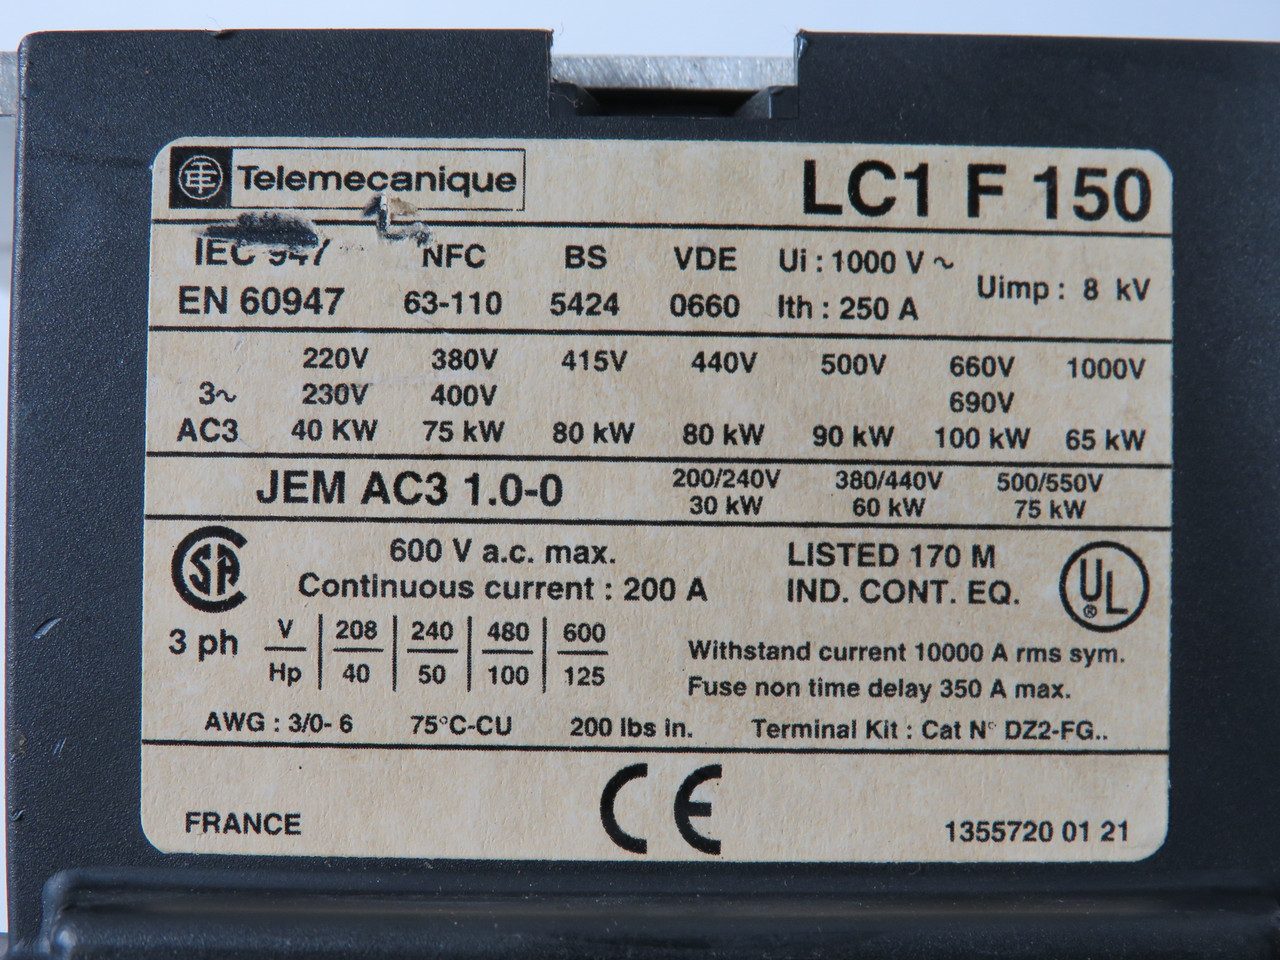 Telemecanique LC1 F 150
IEC 947 NFC BS VDE Ui : 1000 V ~
EN 60947 63-110 5424 0660 Ith : 250 A Uimp : 8 kV
220V 380V 415V 440V 500V 660V 1000V
3~ 230V 400V 690V
AC3 40 KW 75 kW 80 kW 80 kW 90 kW 100 kW 65 kW
JEM AC3 1.0-0 200/240V 380/440V 500/550V
30 kW 60 kW 75 kW
SA 600 V a.c. max. LISTED 170 M UL ®
Continuous current : 200 A IND. CONT. EQ.
3 ph V 208 240 480 600
Hp 40 50 100 125
Withstand current 10000 A rms sym.
Fuse non time delay 350 A max.
AWG : 3/0- 6 75°C-CU 200 lbs in. Terminal Kit : Cat N° DZ2-FG..
FRANCE CE 1355720 01 21